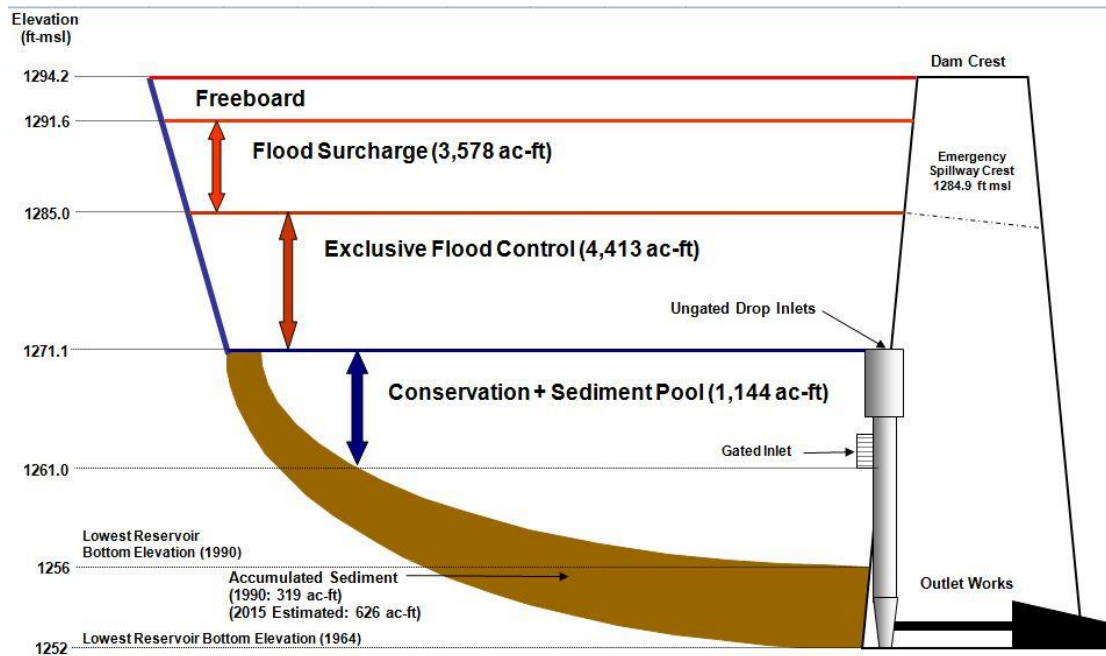 Elevation
(ft-msl)
1294.2
Dam Crest
Freeboard
1291.6
Flood Surcharge (3,578 ac-ft)
Emergency
Spillway Crest
1284.9 ft msl
1285.0
Exclusive Flood Control (4,413 ac-ft)
Ungated Drop Inlets
1271.1
Conservation + Sediment Pool (1,144 ac-ft)
Gated Inlet
1261.0
Lowest Reservoir
Bottom Elevation (1990)
1256
Accumulated Sediment
(1990: 319 ac-ft)
(2015 Estimated: 626 ac-ft)
Outlet Works
Lowest Reservoir Bottom Elevation (1964)
1252